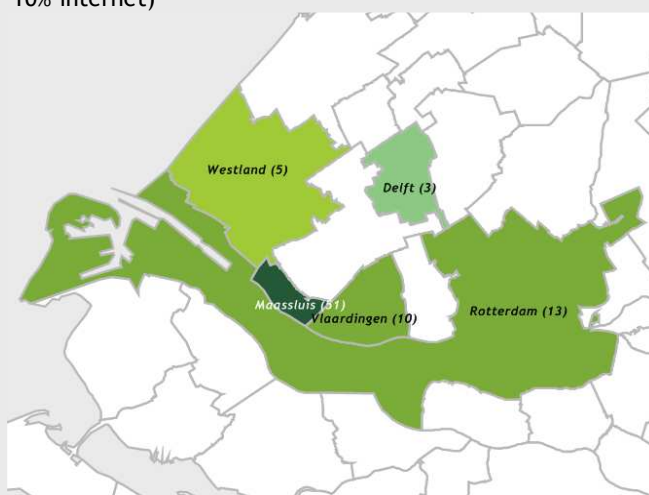 10% internet)
Westland (5)
Delft (3)
Maassluis (51)
Vlaardingen (10)
Rotterdam (13)